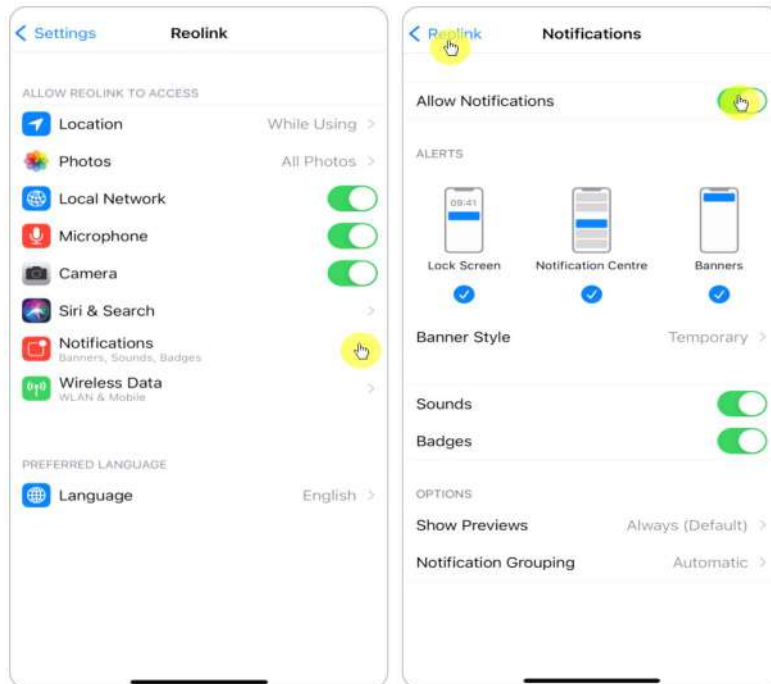 Settings
Reolink
ALLOW REOLINK TO ACCESS
Location While Using
Photos All Photos
Local Network
Microphone
Camera
Siri & Search
Notifications
Banners, Sounds, Badges
Wireless Data
WLAN & Mobile
PREFERRED LANGUAGE
Language English
Reolink
Notifications
Allow Notifications
ALERTS
09:41
Lock Screen Notification Centre Banners
Banner Style Temporary
Sounds
Badges
OPTIONS
Show Previews Always (Default)
Notification Grouping Automatic